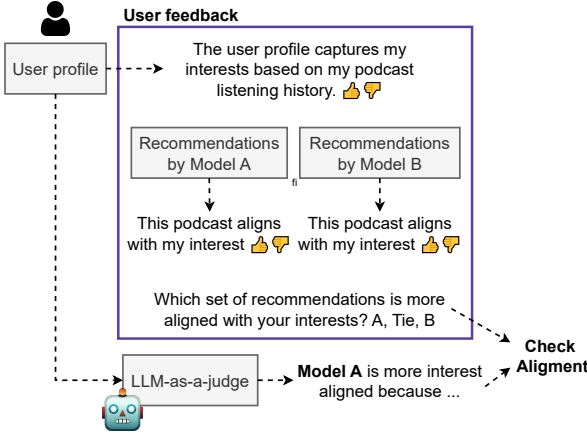 User feedback
User profile
The user profile captures my
interests based on my podcast
listening history.
Recommendations
by Model A
Recommendations
by Model B
fi
This podcast aligns
with my interest
This podcast aligns
with my interest
Which set of recommendations is more
aligned with your interests? A, Tie, B
Check
Aligment
LLM-as-a-judge
Model A is more interest
aligned because ...